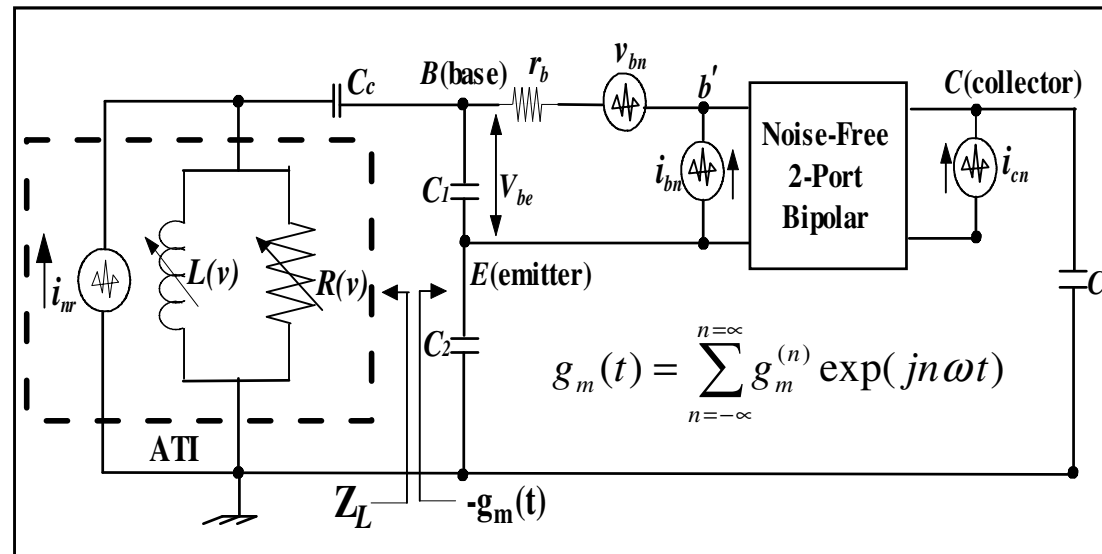 C_c
B(base)
r_b
v_bn
b'
C(collector)
C_1
V_be
i_bn
Noise-Free
2-Port
Bipolar
i_cn
i_nr
L(v)
R(v)
E(emitter)
C_2
C
g_m(t) = \sum_{n=-∞}^{n=∞} g_m^{(n)} exp(jnωt)
ATI
Z_L
-g_m(t)